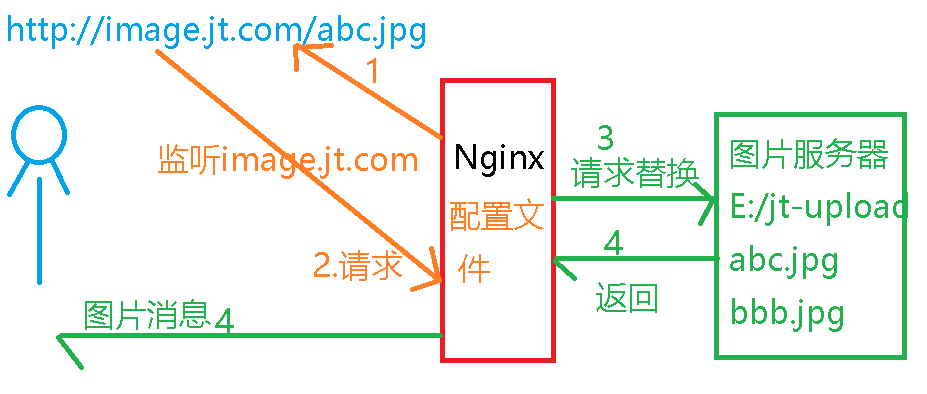 http://image.jt.com/abc.jpg
1
监听image.jt.com
2.请求
Nginx
配置文
件
3
请求替换
4
返回
图片服务器
E:/jt-upload
abc.jpg
bbb.jpg
图片消息4